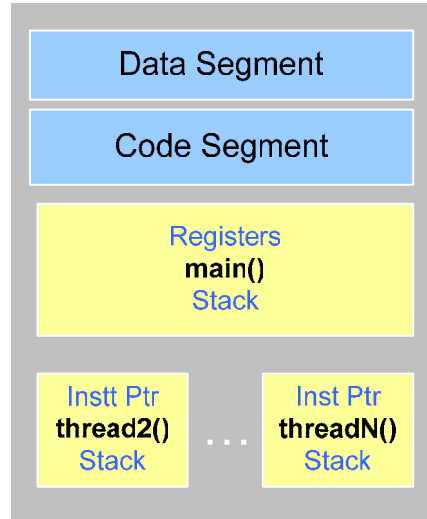 Data Segment
Code Segment
Registers
main()
Stack
Instt Ptr
thread2()
Stack
...
Inst Ptr
threadN()
Stack